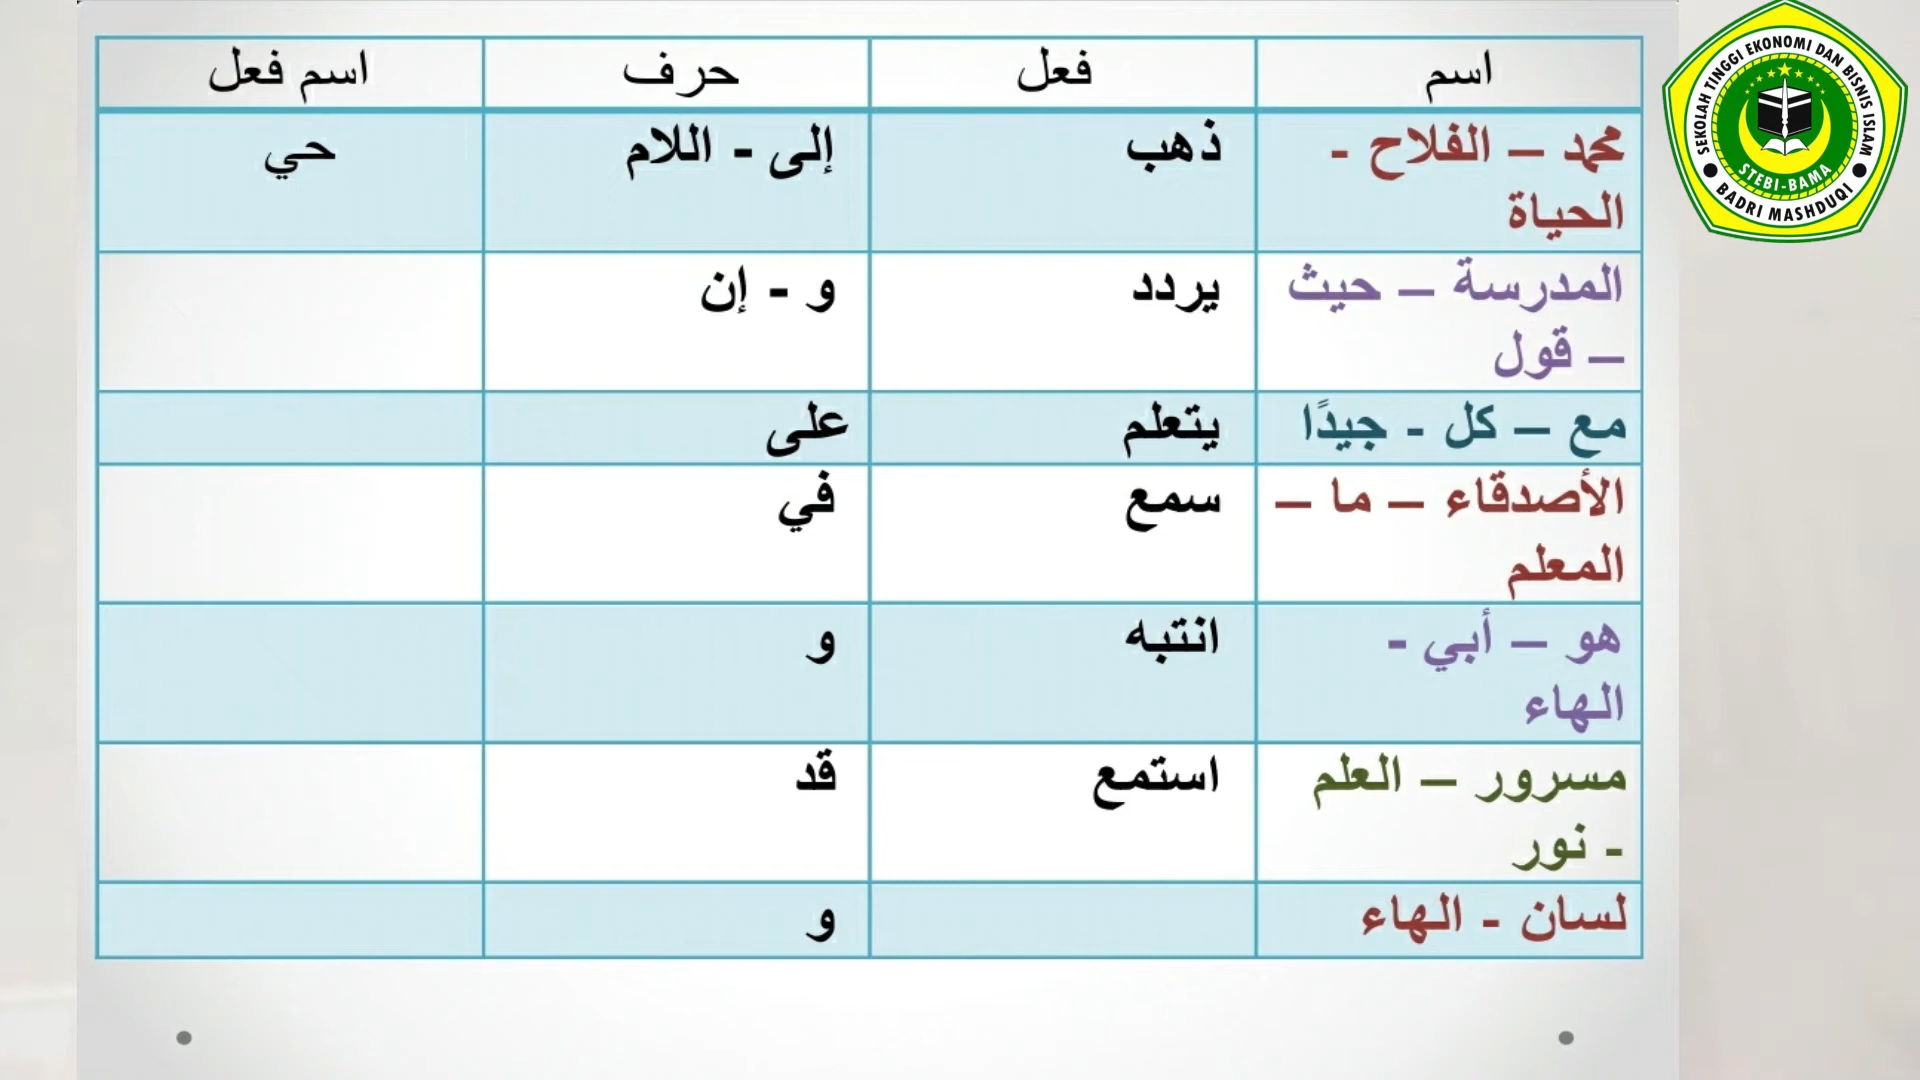 اسم فعل حرف اسم فعل
محمد – الفلاح - ذهب إلى - اللام حي
الحياة
المدرسة – حيث يردد و - إن
– قول
مع – كل - جيدًا يتعلم على
الأصدقاء – ما – سمع في
المعلم
هو – أبي - انتبه و
الهاء
مسرور – العلم استمع قد
- نور
لسان - الهاء و
SEKOLAH TINGGI EKONOMI DAN BISNIS ISLAM
STEBI-BAMA
BADRI MASHDUQI